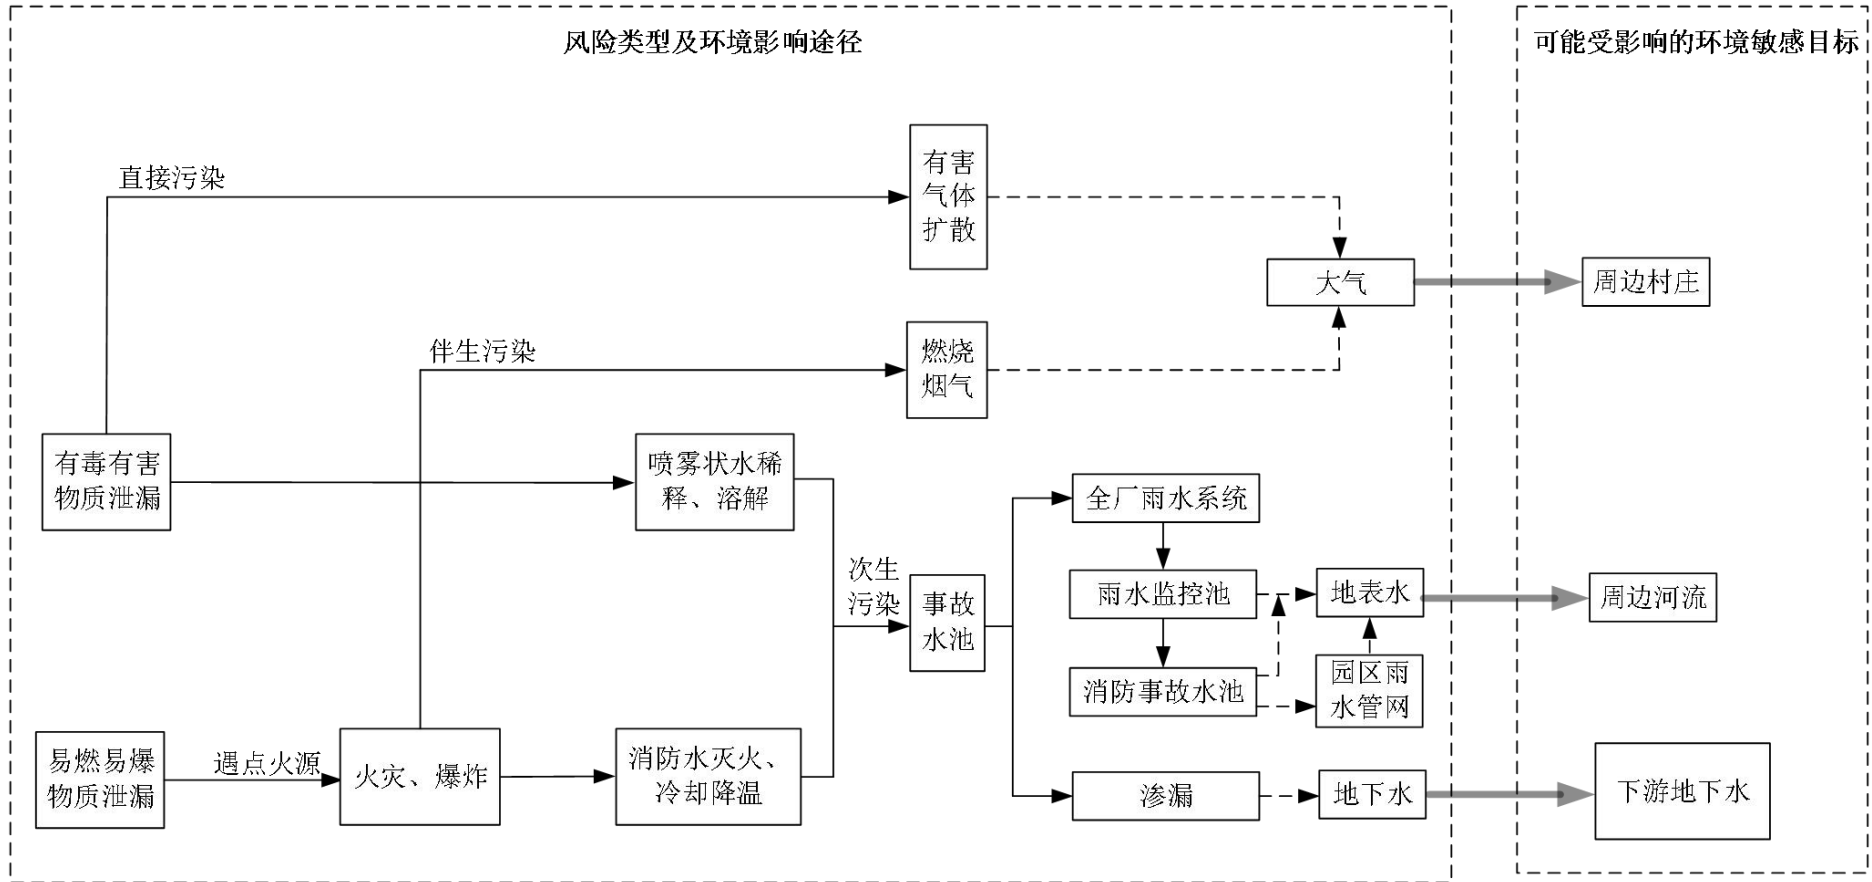 风险类型及环境影响途径
可能受影响的环境敏感目标
直接污染
有害
气体
扩散
大气
周边村庄
伴生污染
燃烧
烟气
有毒有害
物质泄漏
喷雾状水稀
释、溶解
全厂雨水系统
次生
污染
事故
水池
雨水监控池
地表水
周边河流
消防事故水池
园区雨
水管网
易燃易爆
物质泄漏
遇点火源
火灾、爆炸
消防水灭火、
冷却降温
渗漏
地下水
下游地下水